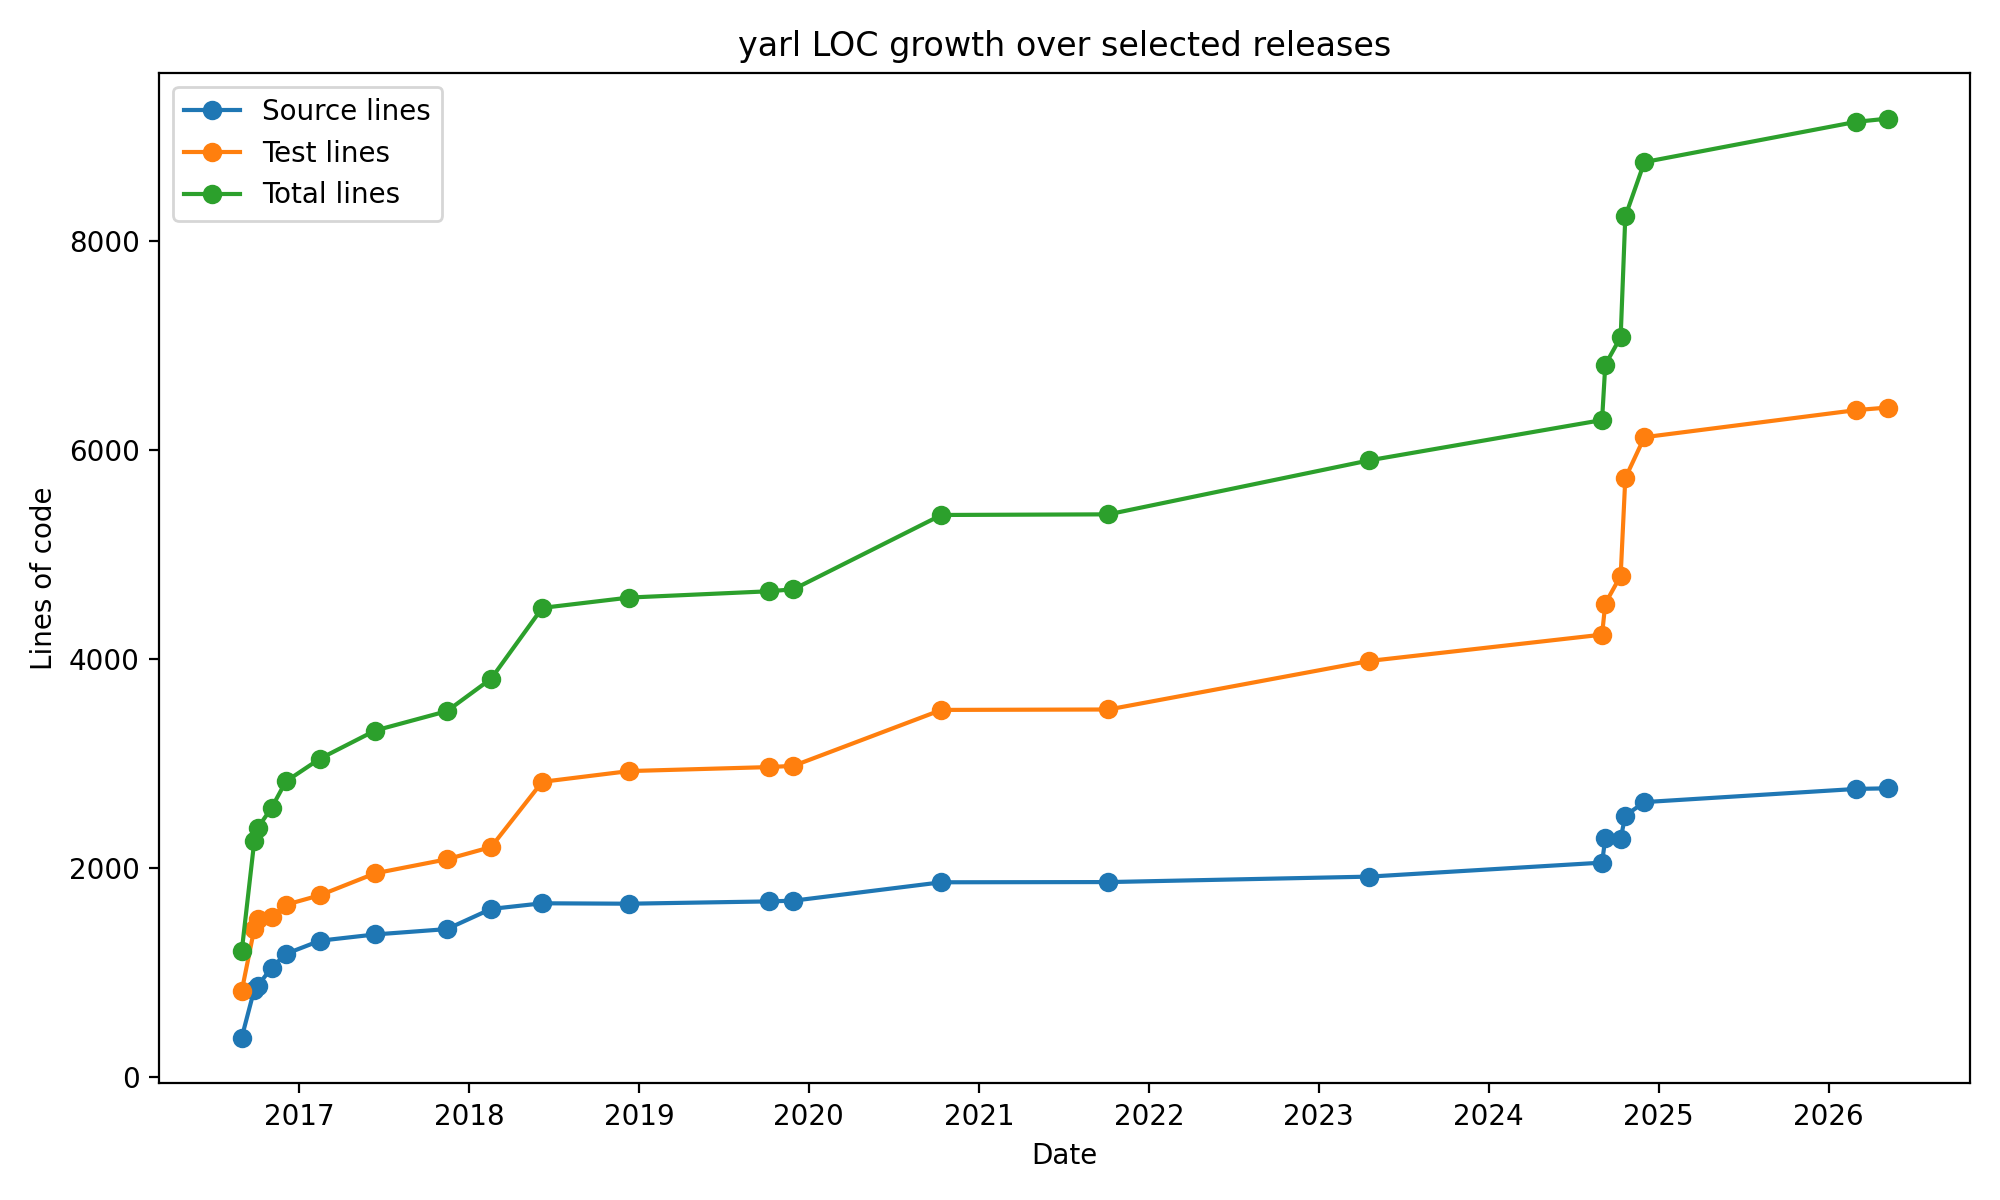 yarl LOC growth over selected releases
Source lines
Test lines
Total lines
8000
6000
4000
2000
0
Lines of code
2017
2018
2019
2020
2021
2022
2023
2024
2025
2026
Date